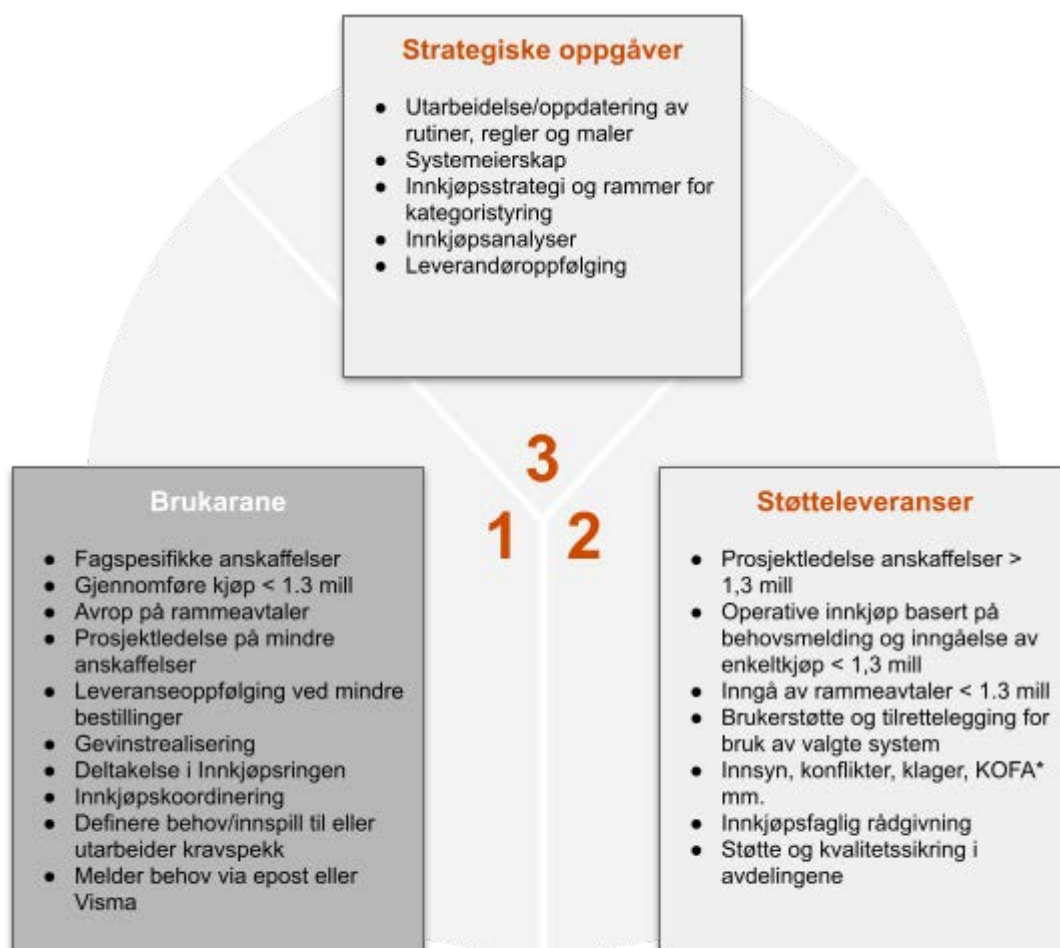 Strategiske oppgåver
● Utarbeidelse/oppdatering av
rutiner, regler og maler
● Systemeierskap
● Innkjøpsstrategi og rammer for
kategoristyring
● Innkjøpsanalyser
● Leverandøroppfølging
3
1
2
Brukarane
● Fagspesifikke anskaffelser
● Gjennomføre kjøp < 1.3 mill
● Avrop på rammeavtaler
● Prosjektledelse på mindre
anskaffelser
● Leveranseoppfølging ved mindre
bestillinger
● Gevinstrealisering
● Deltakelse i Innkjøpsringen
● Innkjøpskoordinering
● Definere behov/innspill til eller
utarbeider kravspekk
● Melder behov via epost eller
Visma
Støtteleveranser
● Prosjektledelse anskaffelser >
1,3 mill
● Operative innkjøp basert på
behovsmelding og inngåelse av
enkeltkjøp < 1,3 mill
● Inngå av rammeavtaler < 1.3 mill
● Brukerstøtte og tilrettelegging for
bruk av valgte system
● Innsyn, konflikter, klager, KOFA*
mm.
● Innkjøpsfaglig rådgivning
● Støtte og kvalitetssikring i
avdelingene